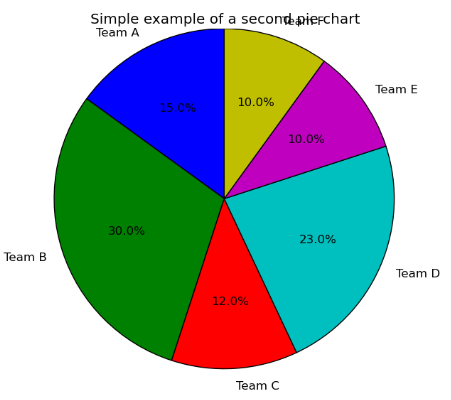 Simple example of a second pie chart
Team F
Team A
Team E
10.0%
15.0%
10.0%
30.0%
23.0%
Team B
Team D
12.0%
Team C